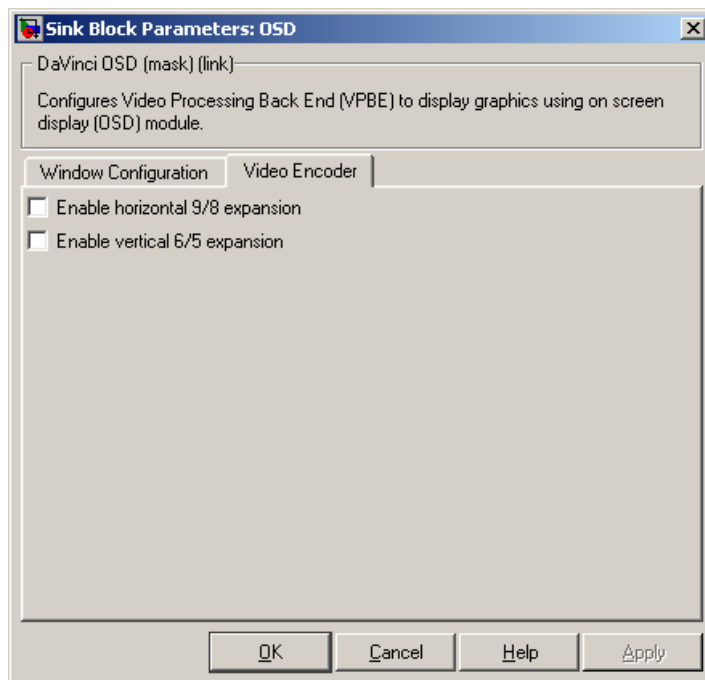 Sink Block Parameters: OSD
DaVinci OSD (mask) (link)
Configures Video Processing Back End (VPBE) to display graphics using on screen
display (OSD) module.
Window Configuration Video Encoder
Enable horizontal 9/8 expansion
Enable vertical 6/5 expansion
OK Cancel Help Apply